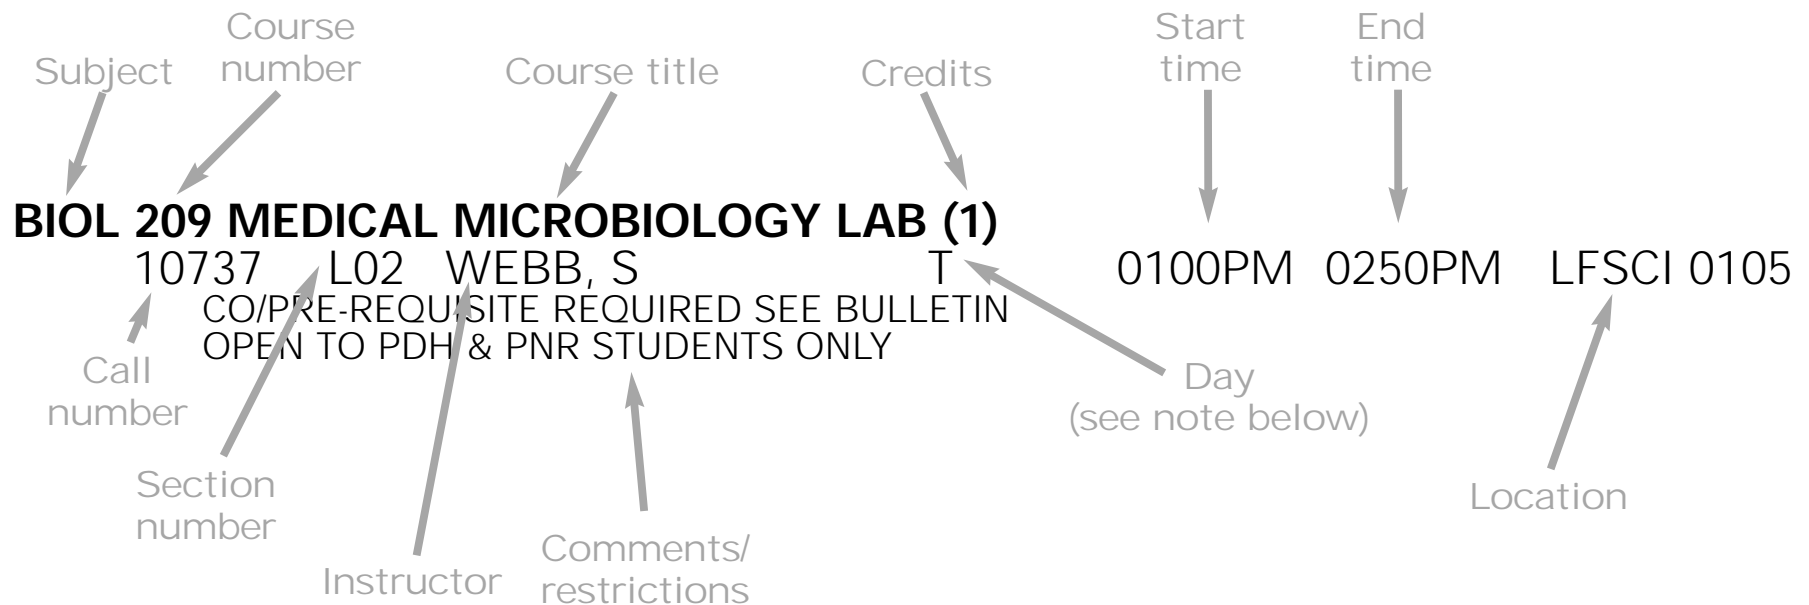 Course
number
Subject
Course title
Credits
Start
time
End
time
BIOL 209 MEDICAL MICROBIOLOGY LAB (1)
10737 L02 WEBB, S T 0100PM 0250PM LFSCI 0105
CO/PRE-REQUISITE REQUIRED SEE BULLETIN
OPEN TO PDH & PNR STUDENTS ONLY
Call
number
Day
(see note below)
Section
number
Location
Instructor
Comments/
restrictions